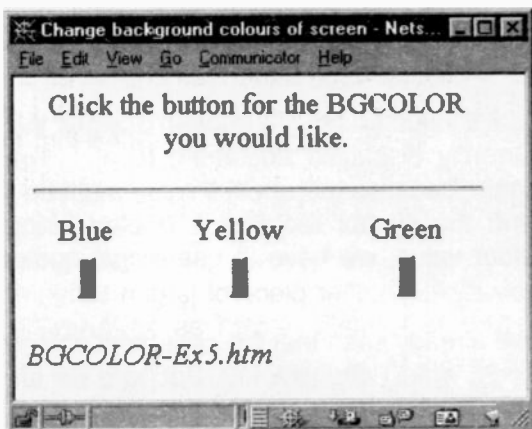 Change background colours of screen - Nets...
File Edit View Go Communicator Help
Click the button for the BGCOLOR
you would like.
Blue Yellow Green
BGCOLOR-Ex5.htm